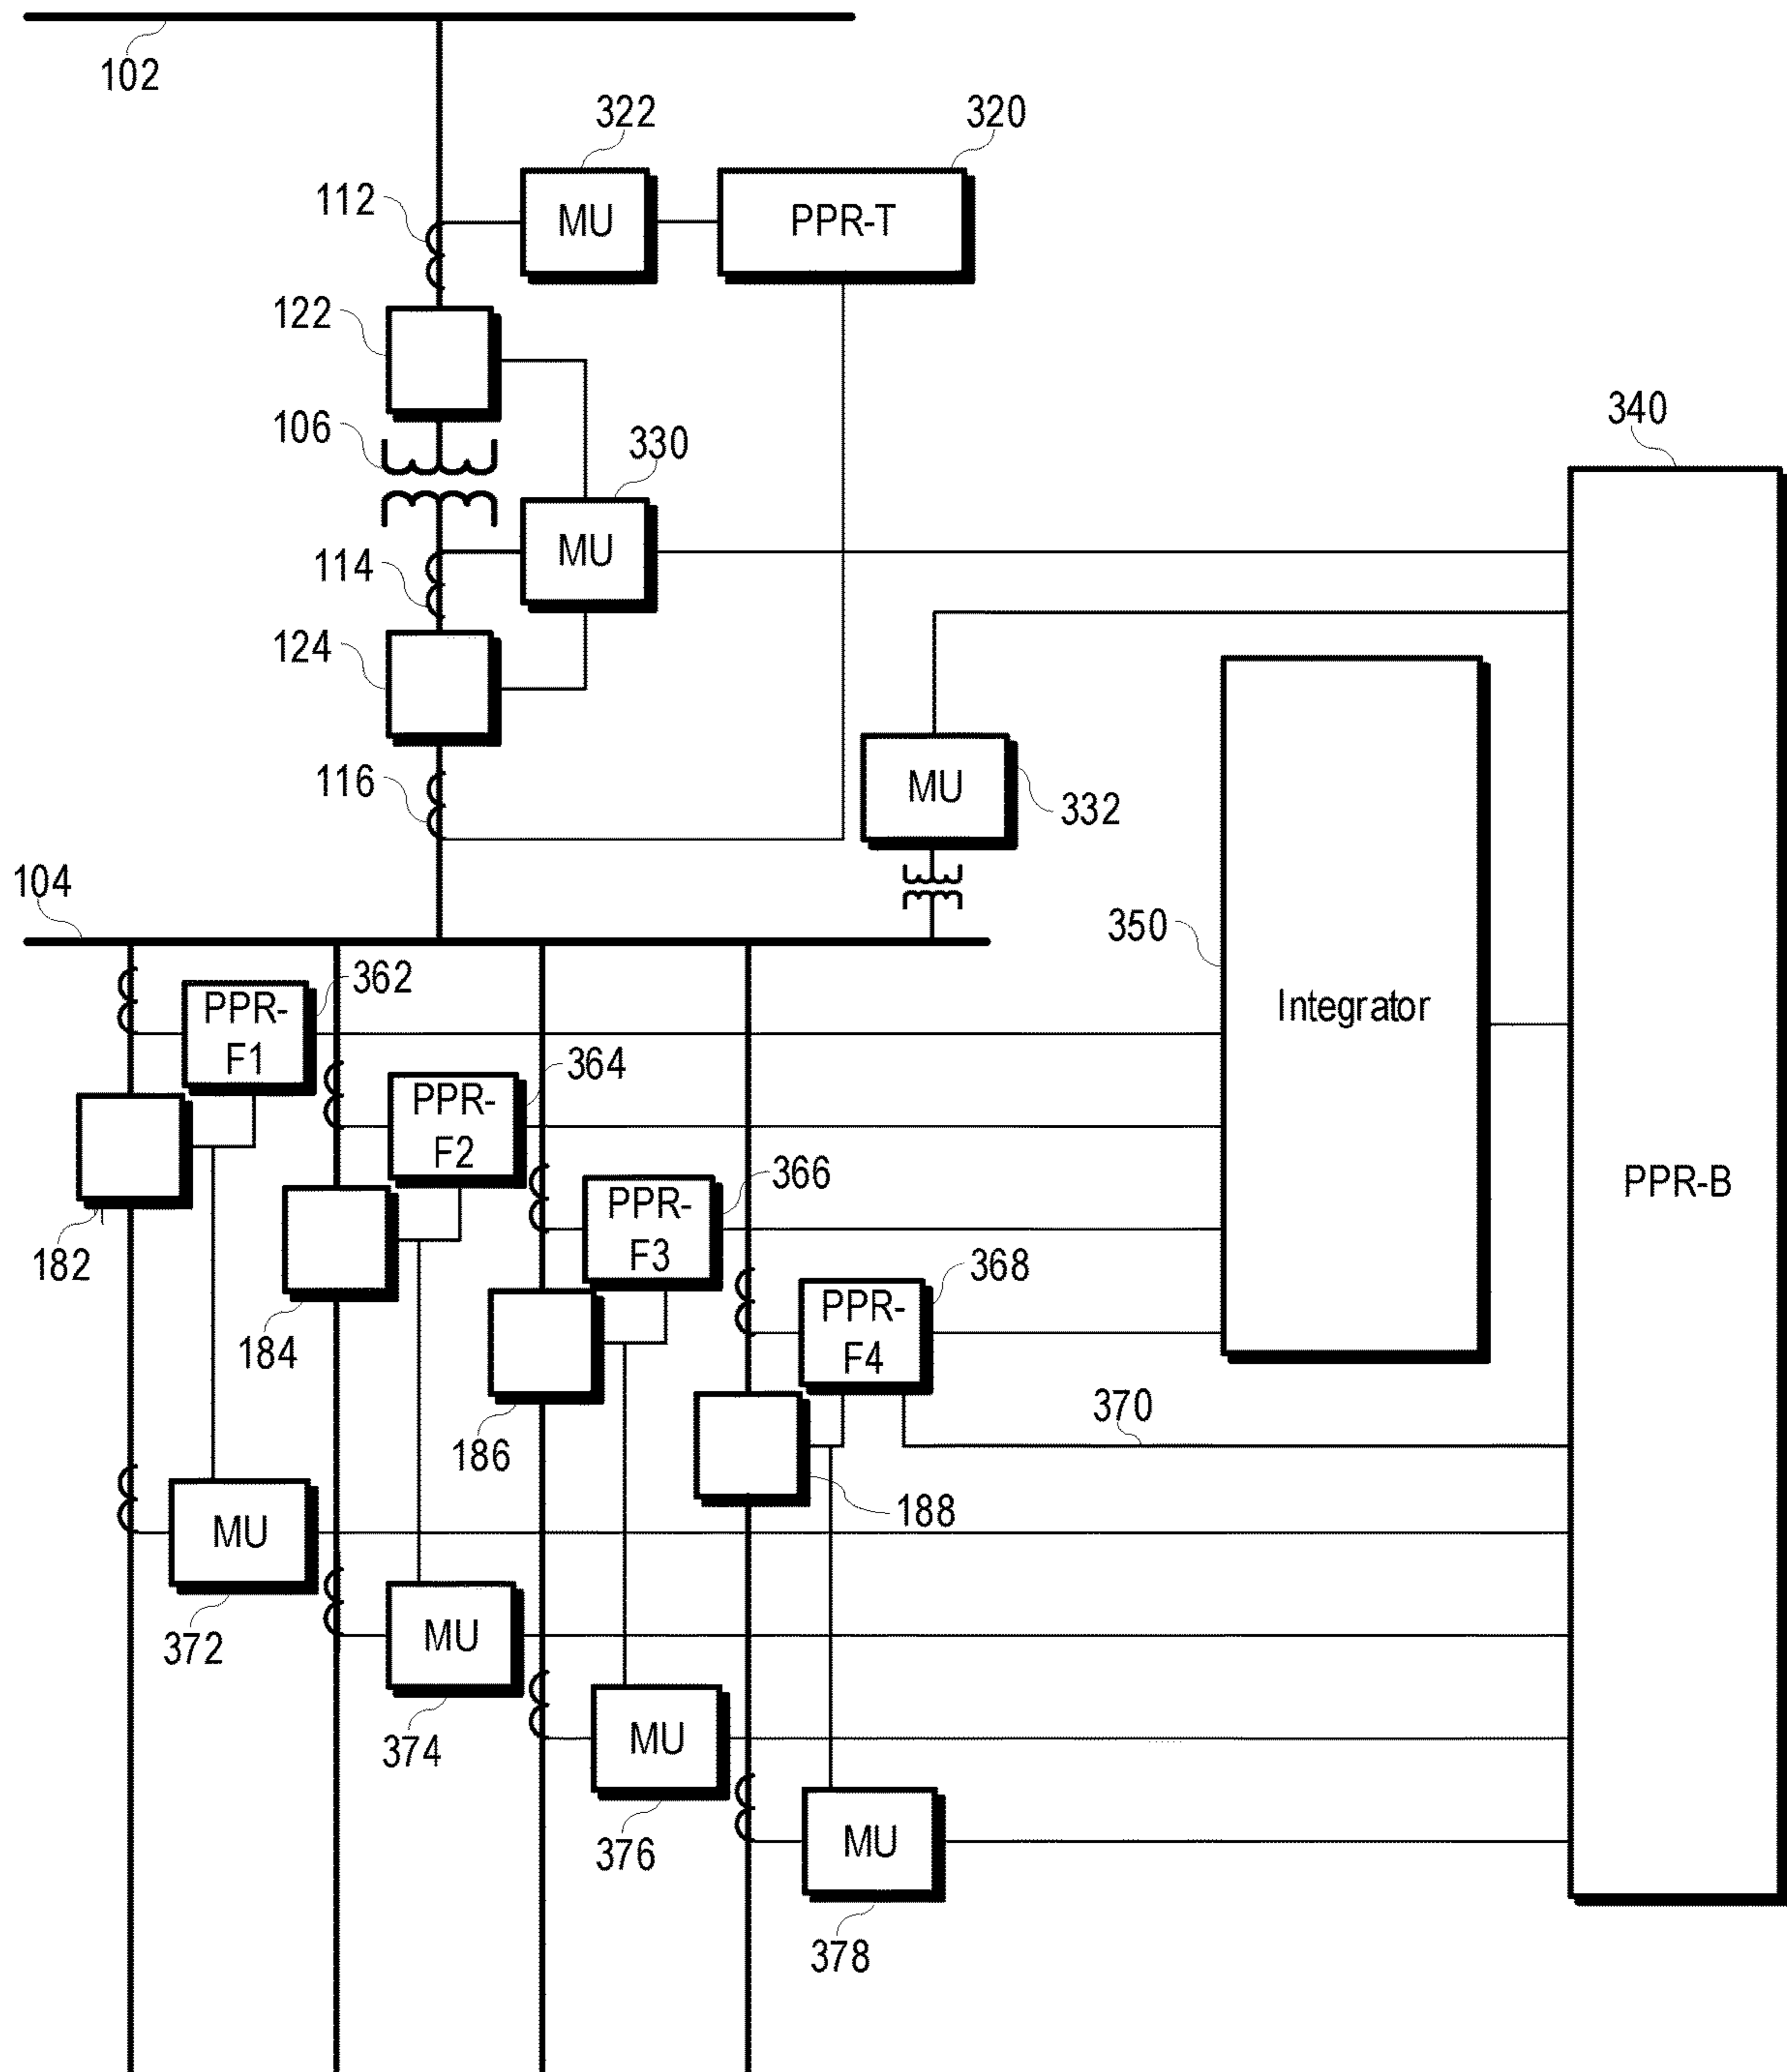 102
322
320
112
MU
PPR-T
122
106
330
340
MU
114
124
116
MU
332
104
350
362
PPR-
F1
Integrator
364
PPR-
F2
366
PPR-
F3
PPR-B
182
368
PPR-
F4
184
370
186
188
MU
372
MU
374
MU
376
MU
378